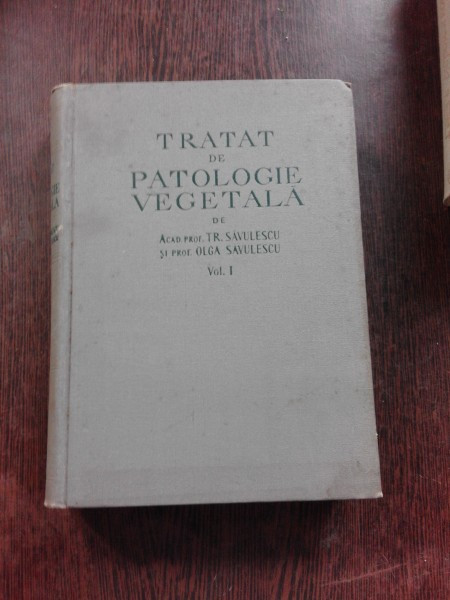 TRATAT
DE
PATOLOGIE
VEGETALĂ
DE
ACAD. PROF. TR. SĂVULESCU
ȘI PROF. OLGA SĂVULESCU
Vol. I